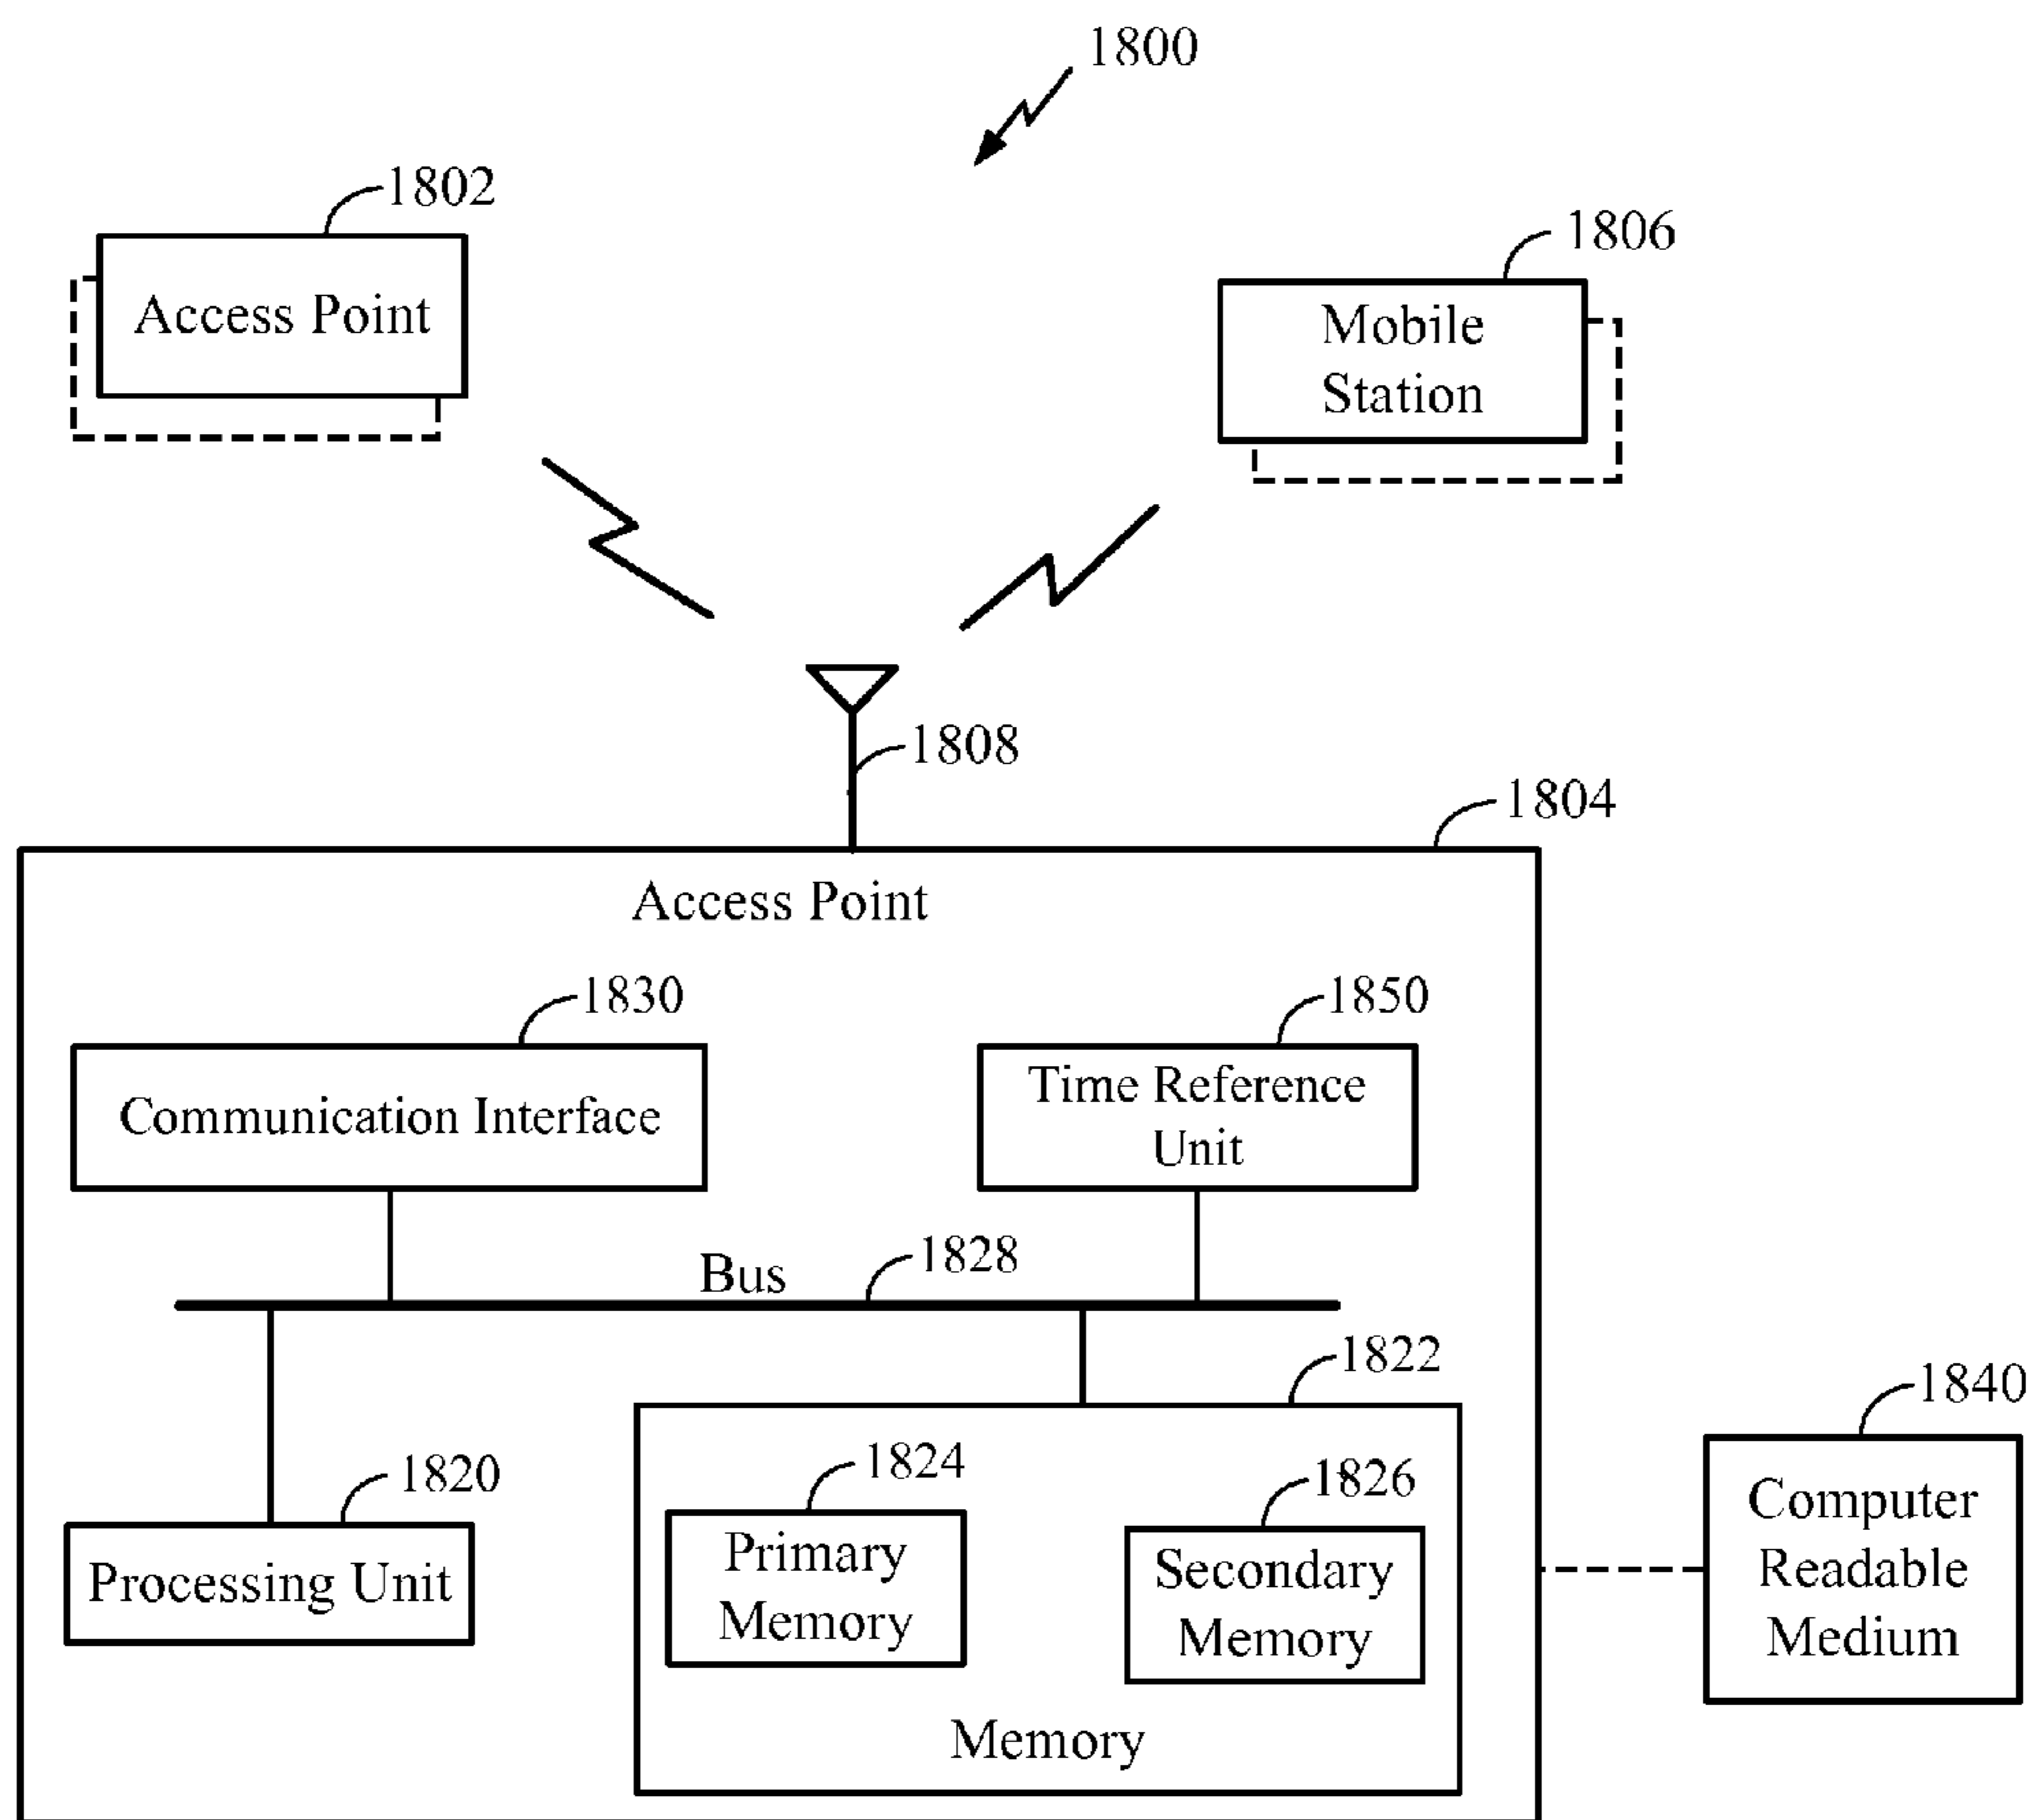 1800
1802
Access Point
1806
Mobile
Station
1808
1804
Access Point
1830
Communication Interface
1850
Time Reference
Unit
Bus
1828
1822
1820
Processing Unit
1824
Primary
Memory
1826
Secondary
Memory
Memory
1840
Computer
Readable
Medium